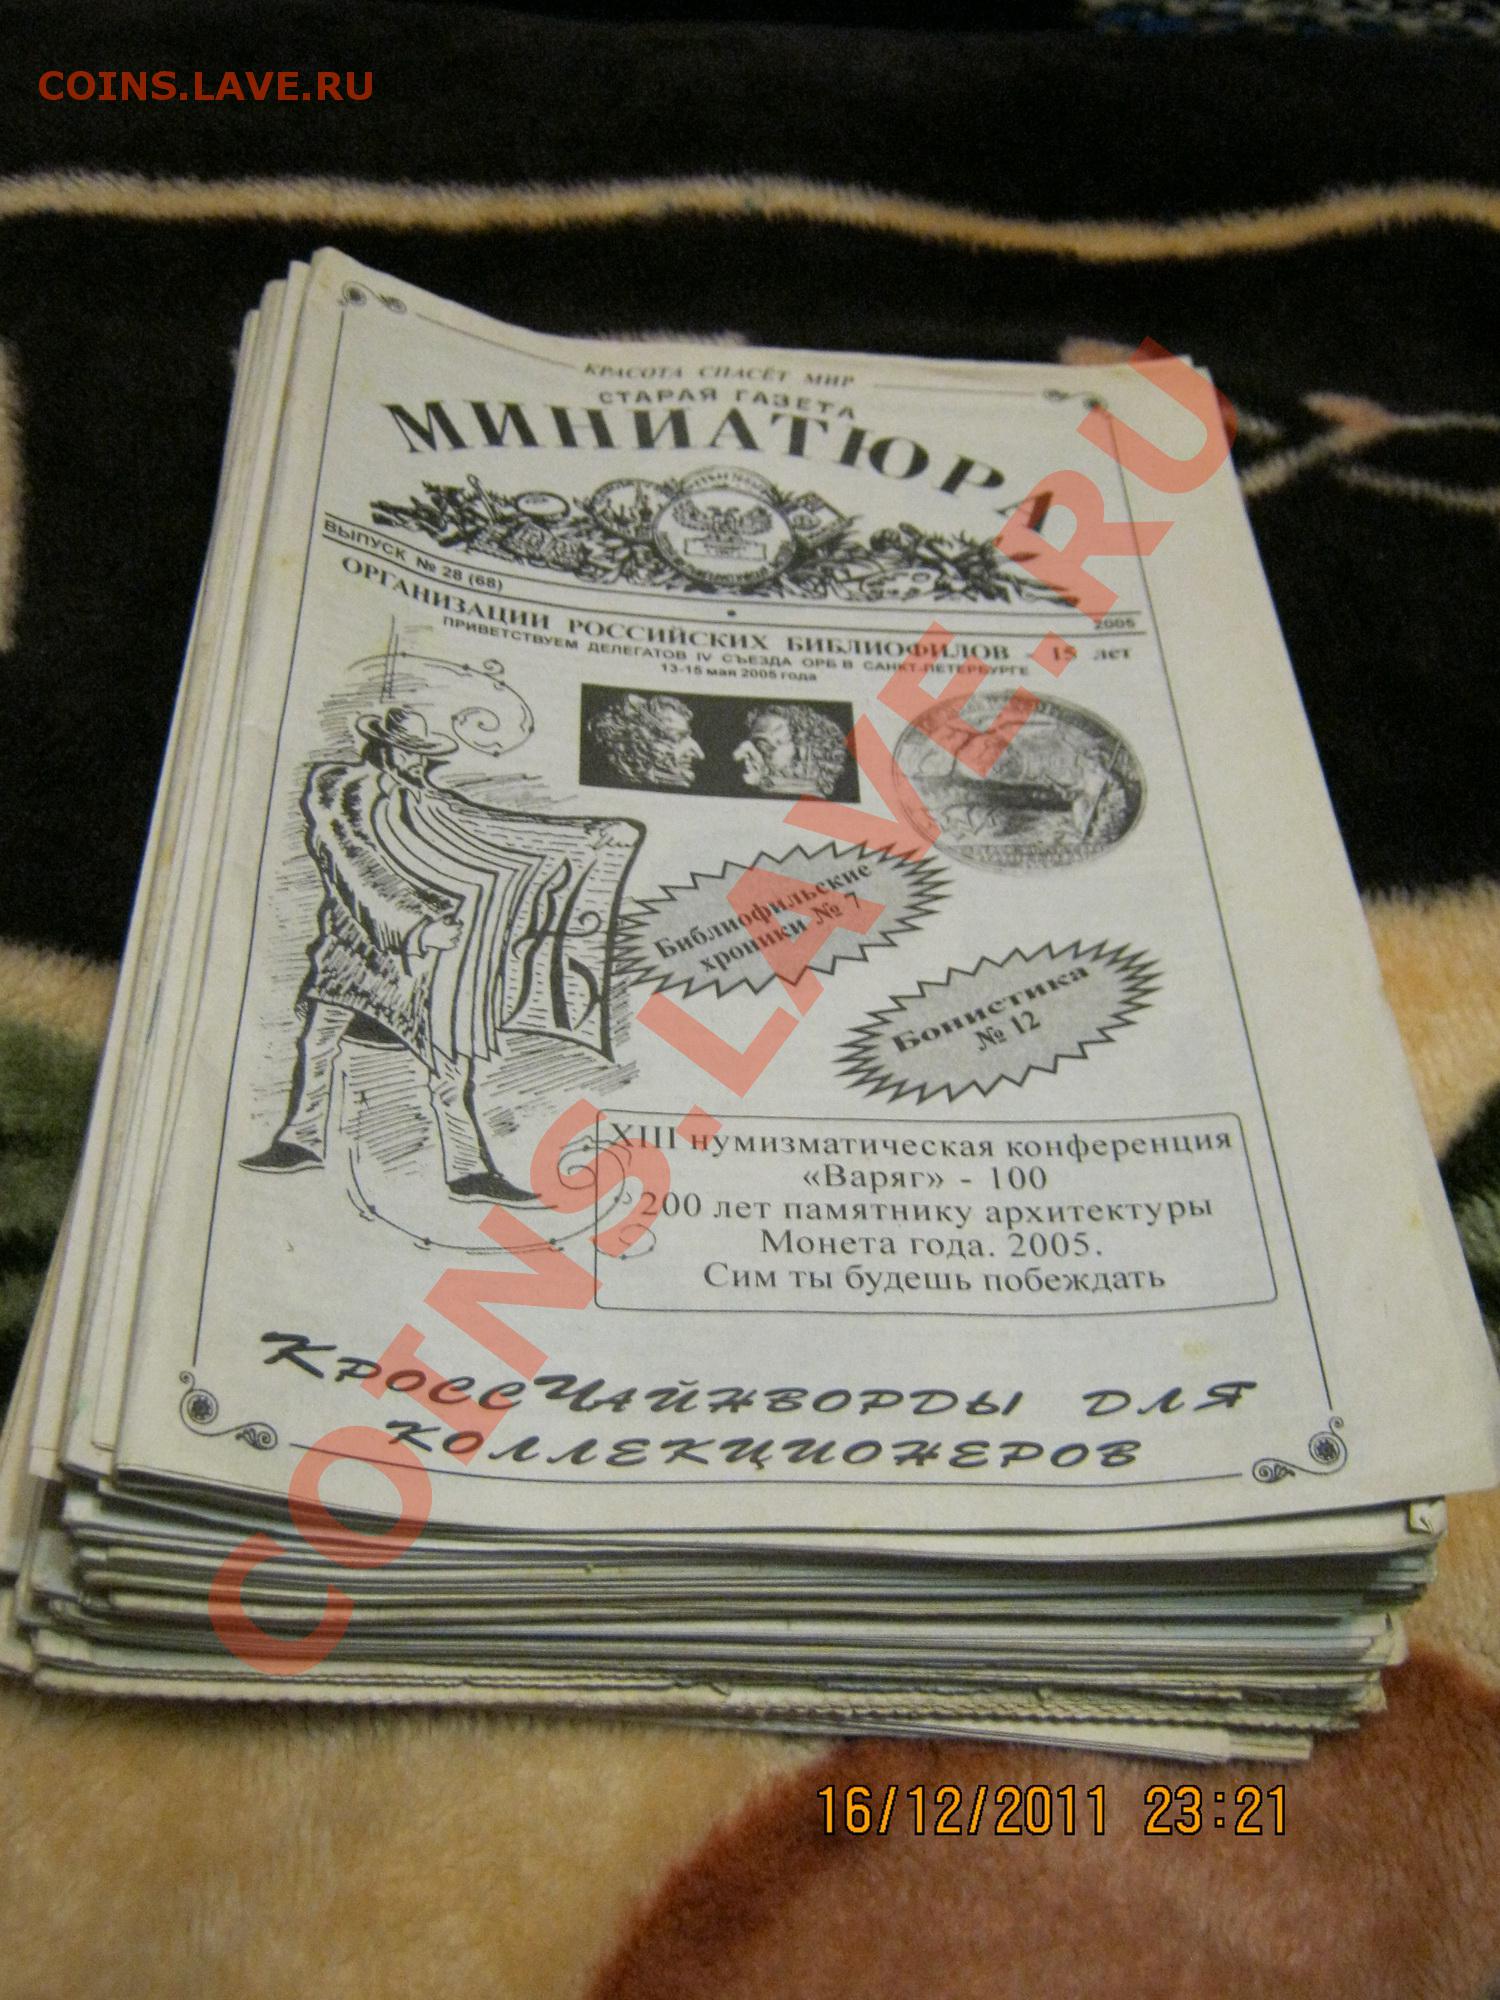 COINS.LAVE.RU
КРАСОТА СПАСЁТ МИР
СТАРАЯ ГАЗЕТА
МИНИАТЮРА
ВЫПУСК № 28 (68)
2005
ОРГАНИЗАЦИИ РОССИЙСКИХ БИБЛИОФИЛОВ - 15 лет
ПРИВЕТСТВУЕМ ДЕЛЕГАТОВ IV СЪЕЗДА ОРБ В САНКТ-ПЕТЕРБУРГЕ
13-15 мая 2005 года
Библиофильские
хроники № 7
Бонистика
№ 12
XIII нумизматическая конференция
«Варяг» - 100
200 лет памятнику архитектуры
Монета года. 2005.
Сим ты будешь побеждать
КРОССЧАЙНВОРДЫ ДЛЯ
КОЛЛЕКЦИОНЕРОВ
COINS.LAVE.RU
16/12/2011 23:21